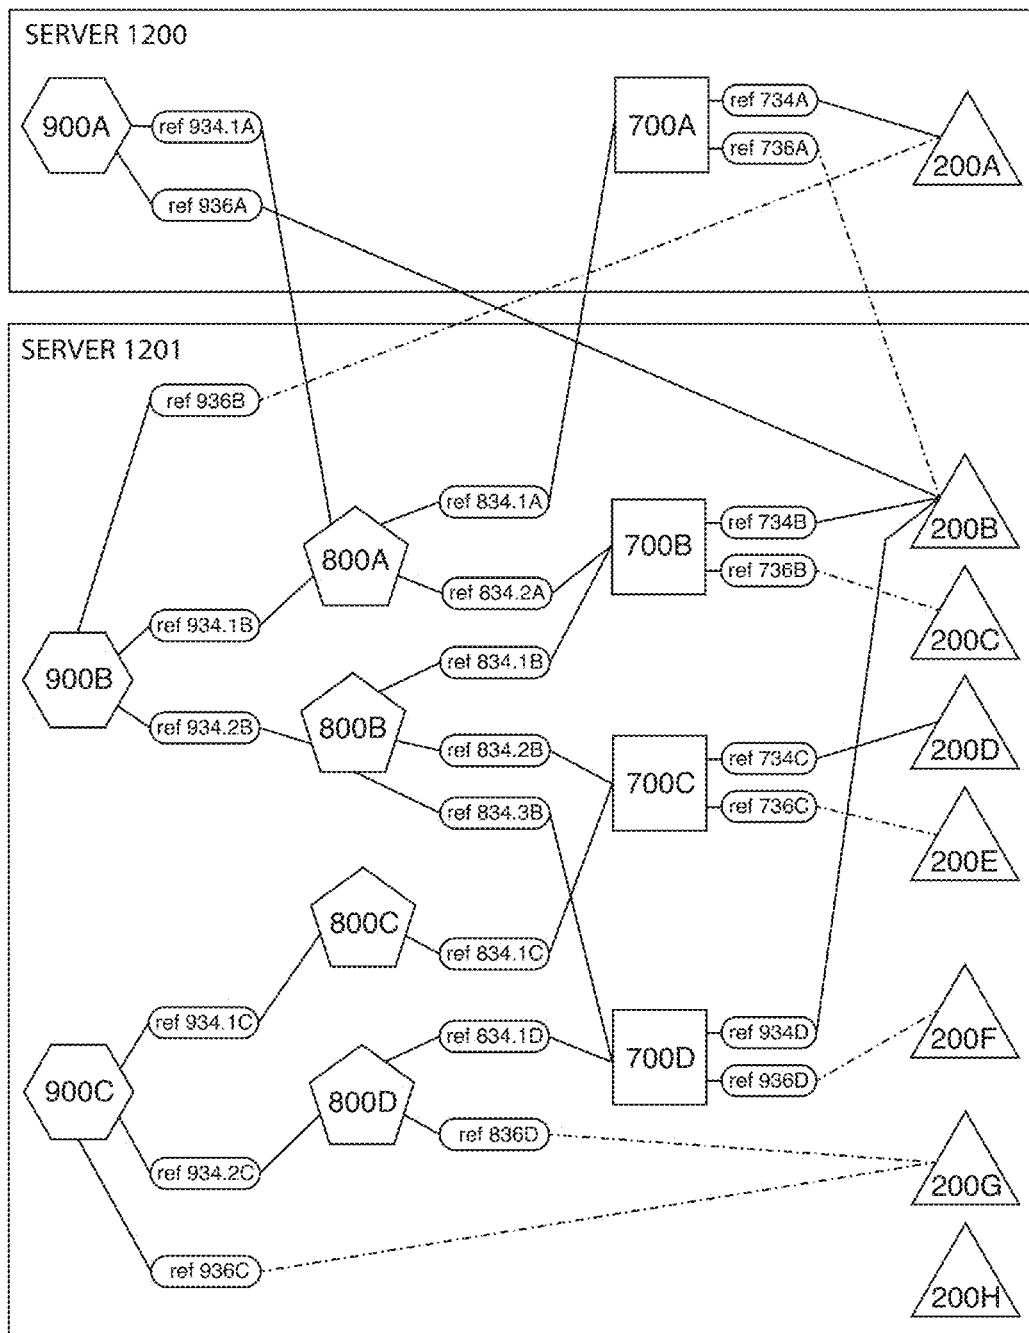 SERVER 1200
900A
ref 934.1A
ref 936A
700A
ref 734A
ref 736A
200A
SERVER 1201
ref 936B
900B
ref 934.1B
ref 934.2B
800A
ref 834.1A
ref 834.2A
800B
ref 834.1B
ref 834.2B
ref 834.3B
700B
ref 734B
ref 736B
200B
200C
700C
ref 734C
ref 736C
200D
200E
800C
ref 834.1C
900C
ref 934.1C
ref 934.2C
ref 936C
800D
ref 834.1D
ref 836D
700D
ref 934D
ref 936D
200F
200G
200H